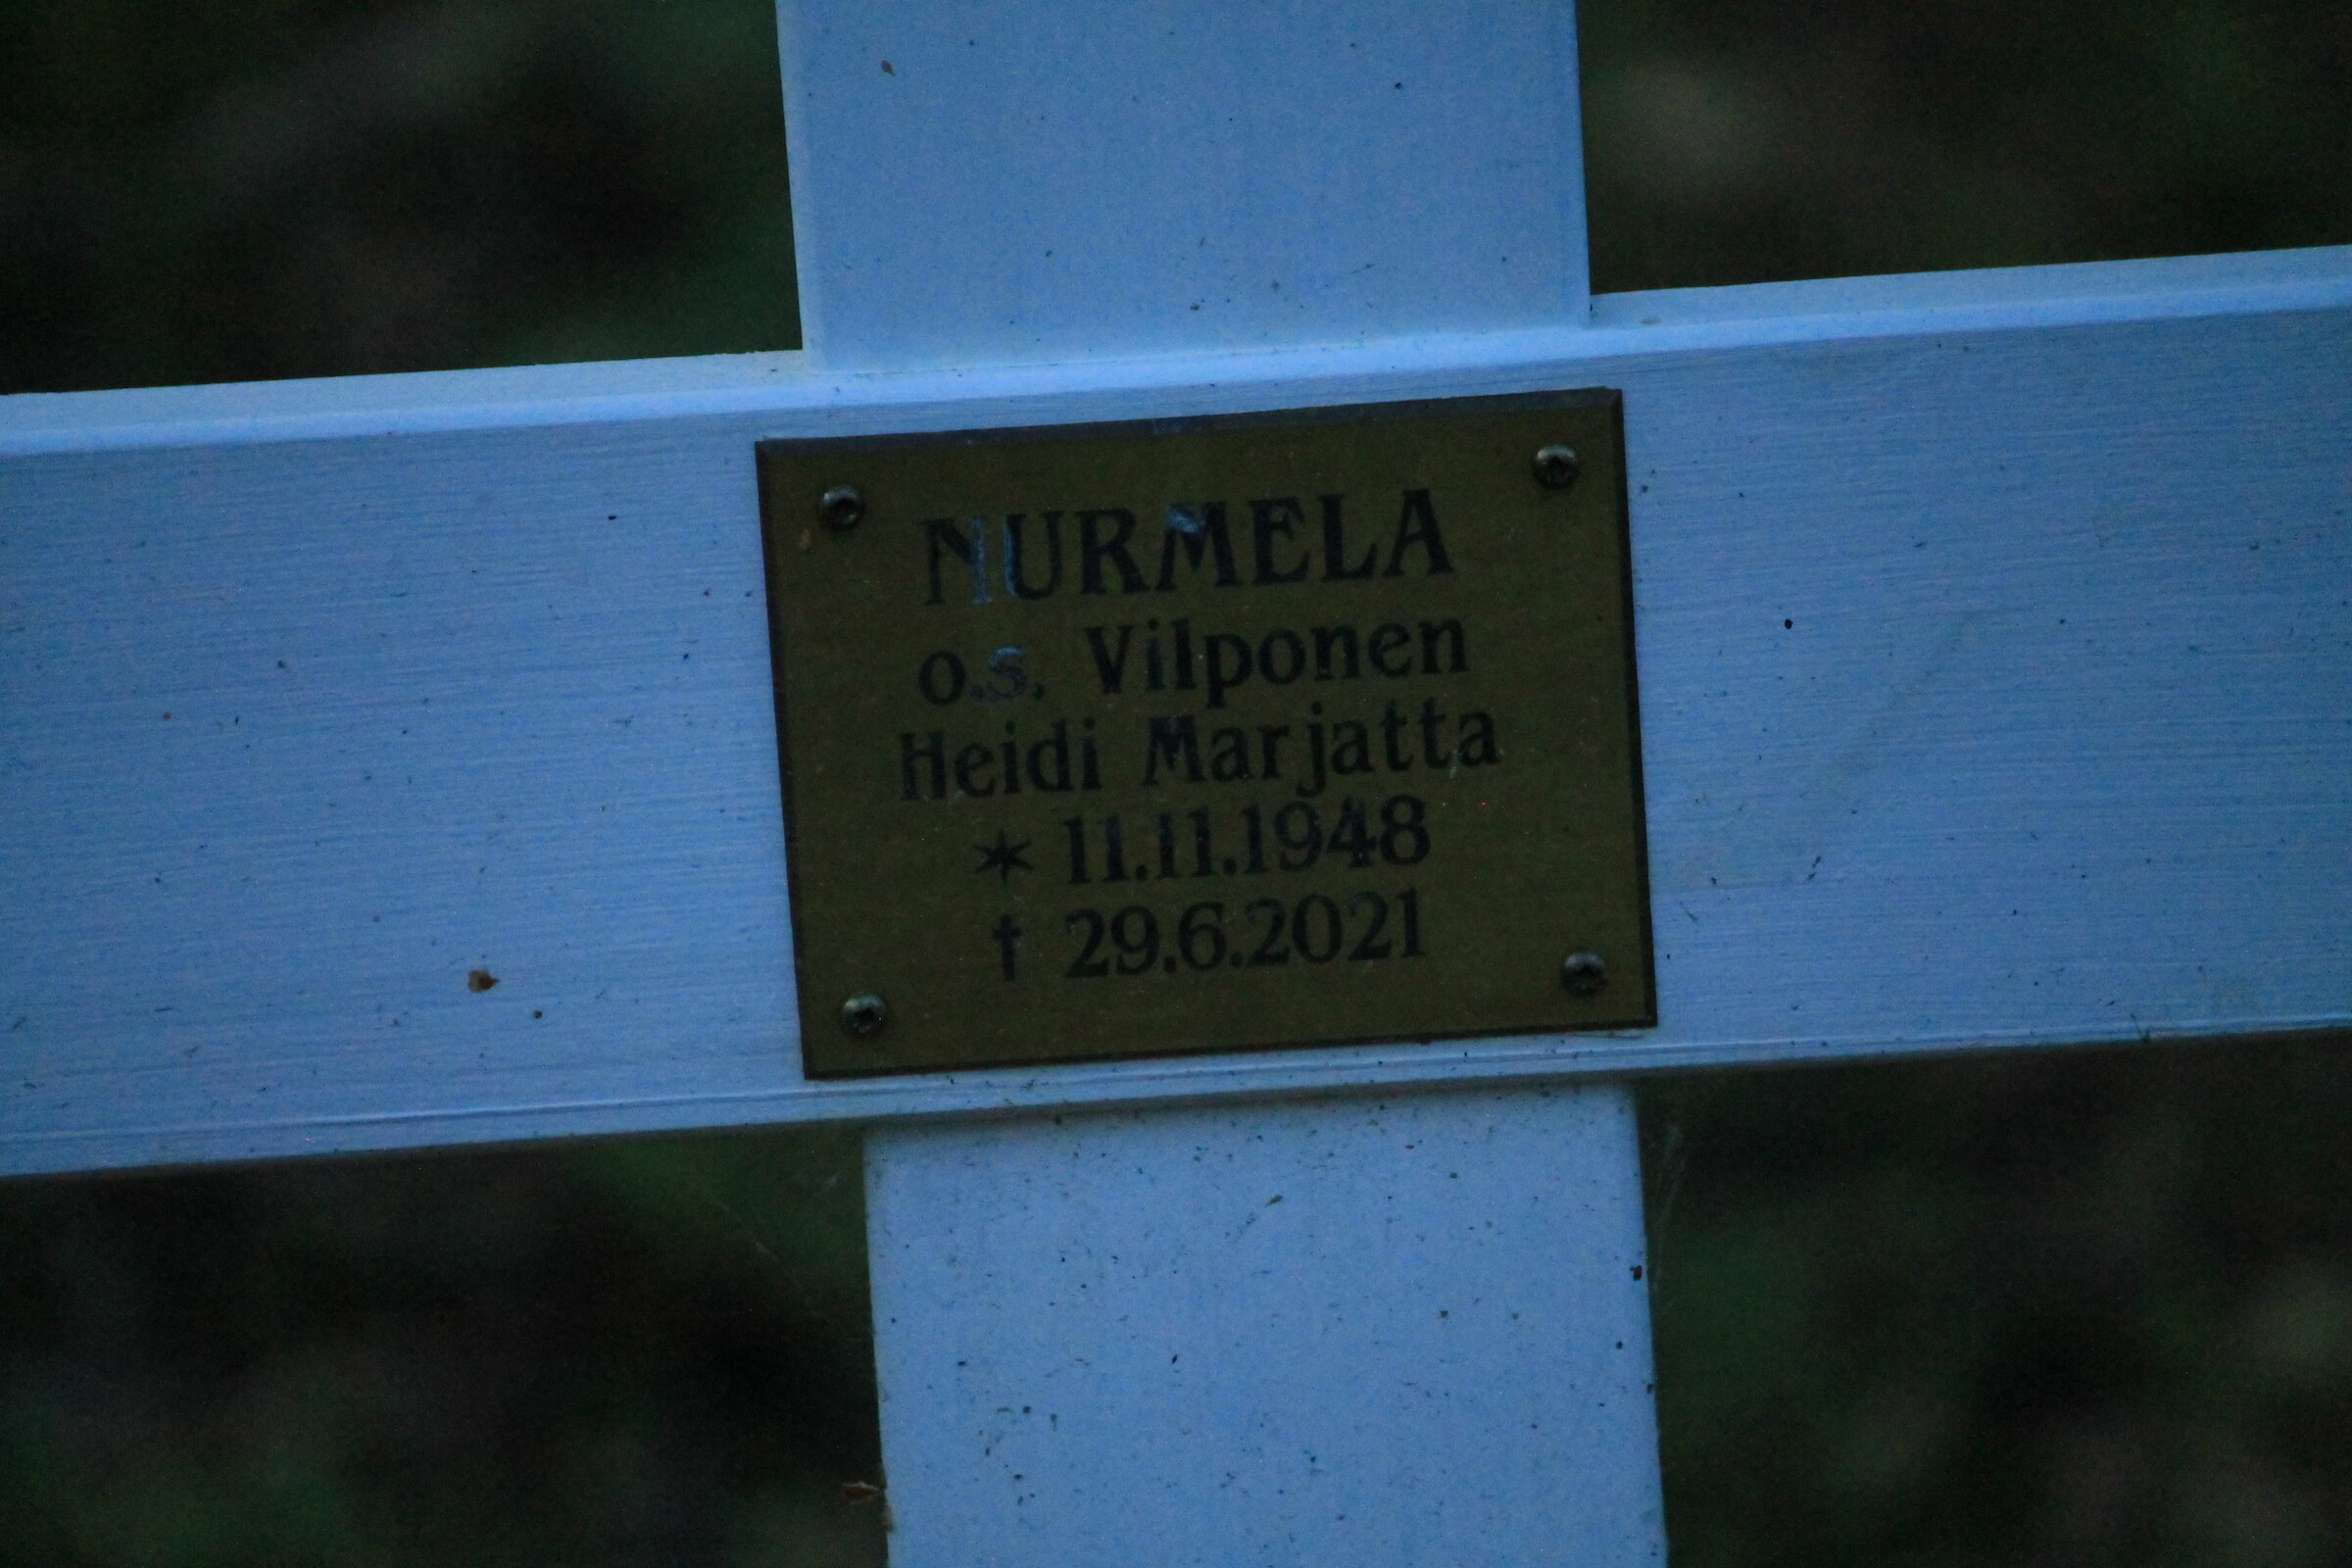 NURMELA
o.s. Vilponen
Heidi Marjatta
* 11.11.1948
† 29.6.2021